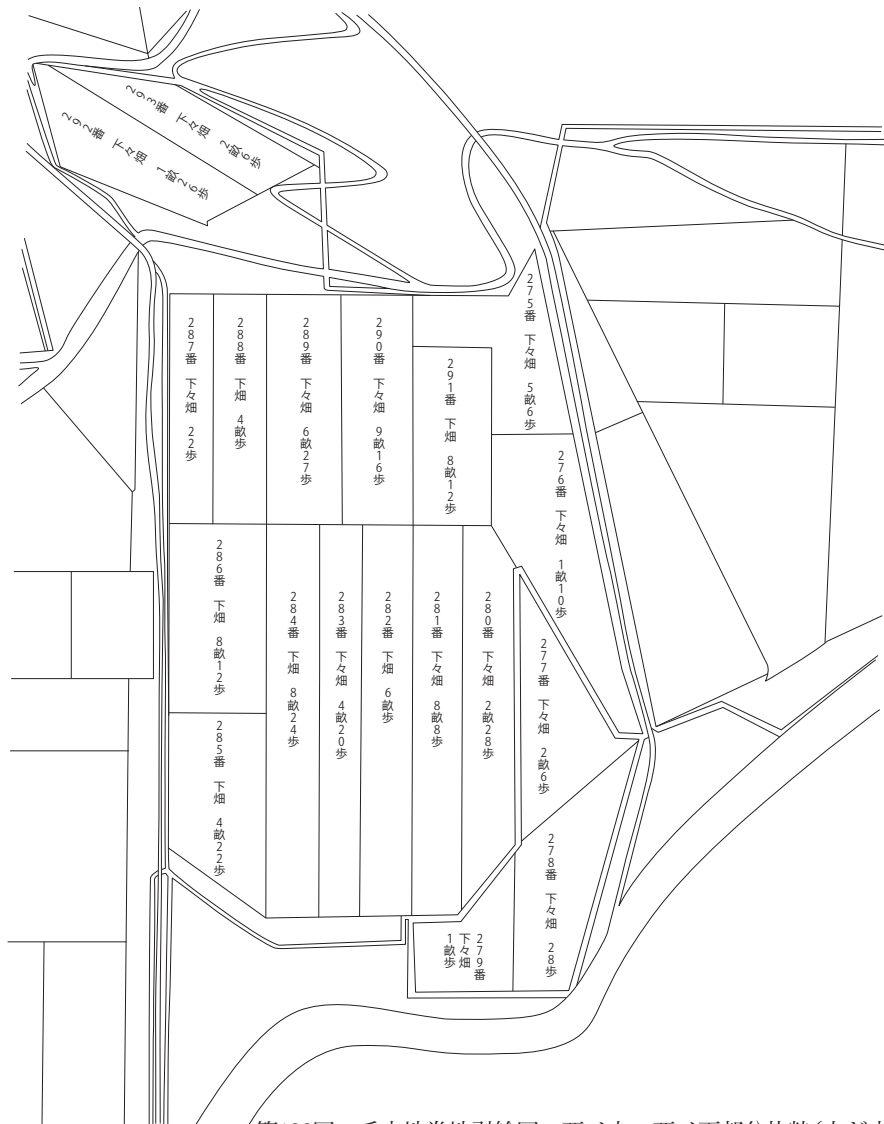 293番 下々畑 2畝6歩
292番 下々畑 1畝26歩
275番 下々畑 5畝6歩
287番 下々畑 22歩
288番 下畑 4畝歩
289番 下々畑 6畝27歩
290番 下々畑 9畝16歩
291番 下畑 8畝12歩
276番 下々畑 1畝10歩
286番 下畑 8畝12歩
284番 下畑 8畝24歩
283番 下々畑 4畝20歩
282番 下畑 6畝歩
281番 下々畑 8畝8歩
280番 下々畑 2畝28歩
277番 下々畑 2畝6歩
285番 下畑 4畝22歩
278番 下々畑 28歩
279番
下々畑
1畝歩